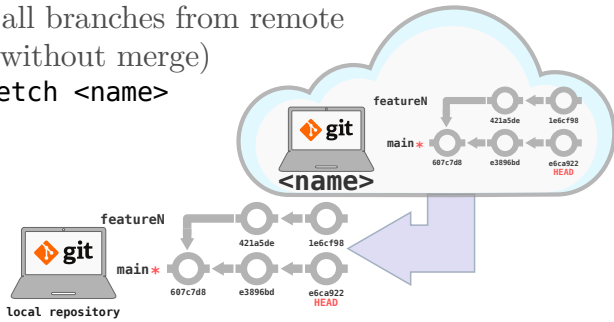 all branches from remote
without merge)
etch <name>
featureN
421a5de 1e6cf98
git
main*
607c7d8 e3896bd e6ca922
HEAD
<name>
featureN
421a5de 1e6cf98
git
main*
607c7d8 e3896bd e6ca922
HEAD
local repository